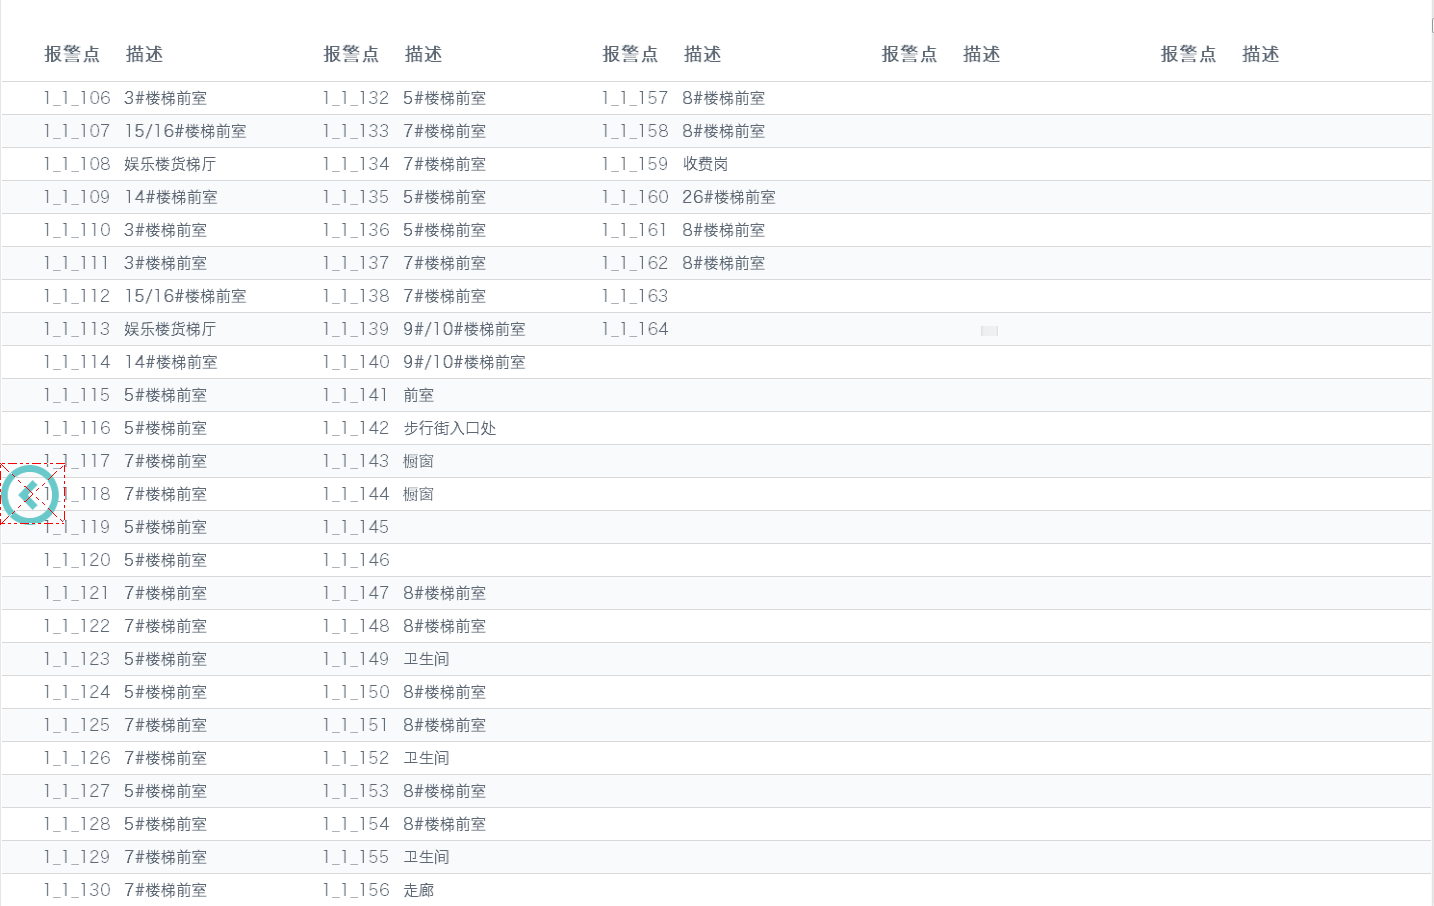 报警点 描述 报警点 描述 报警点 描述 报警点 描述 报警点 描述
1_1_106 3#楼梯前室 1_1_132 5#楼梯前室 1_1_157 8#楼梯前室
1_1_107 15/16#楼梯前室 1_1_133 7#楼梯前室 1_1_158 8#楼梯前室
1_1_108 娱乐楼货梯厅 1_1_134 7#楼梯前室 1_1_159 收费岗
1_1_109 14#楼梯前室 1_1_135 5#楼梯前室 1_1_160 26#楼梯前室
1_1_110 3#楼梯前室 1_1_136 5#楼梯前室 1_1_161 8#楼梯前室
1_1_111 3#楼梯前室 1_1_137 7#楼梯前室 1_1_162 8#楼梯前室
1_1_112 15/16#楼梯前室 1_1_138 7#楼梯前室 1_1_163
1_1_113 娱乐楼货梯厅 1_1_139 9#/10#楼梯前室 1_1_164
1_1_114 14#楼梯前室 1_1_140 9#/10#楼梯前室
1_1_115 5#楼梯前室 1_1_141 前室
1_1_116 5#楼梯前室 1_1_142 步行街入口处
1_1_117 7#楼梯前室 1_1_143 橱窗
1_1_118 7#楼梯前室 1_1_144 橱窗
1_1_119 5#楼梯前室 1_1_145
1_1_120 5#楼梯前室 1_1_146
1_1_121 7#楼梯前室 1_1_147 8#楼梯前室
1_1_122 7#楼梯前室 1_1_148 8#楼梯前室
1_1_123 5#楼梯前室 1_1_149 卫生间
1_1_124 5#楼梯前室 1_1_150 8#楼梯前室
1_1_125 7#楼梯前室 1_1_151 8#楼梯前室
1_1_126 7#楼梯前室 1_1_152 卫生间
1_1_127 5#楼梯前室 1_1_153 8#楼梯前室
1_1_128 5#楼梯前室 1_1_154 8#楼梯前室
1_1_129 7#楼梯前室 1_1_155 卫生间
1_1_130 7#楼梯前室 1_1_156 走廊